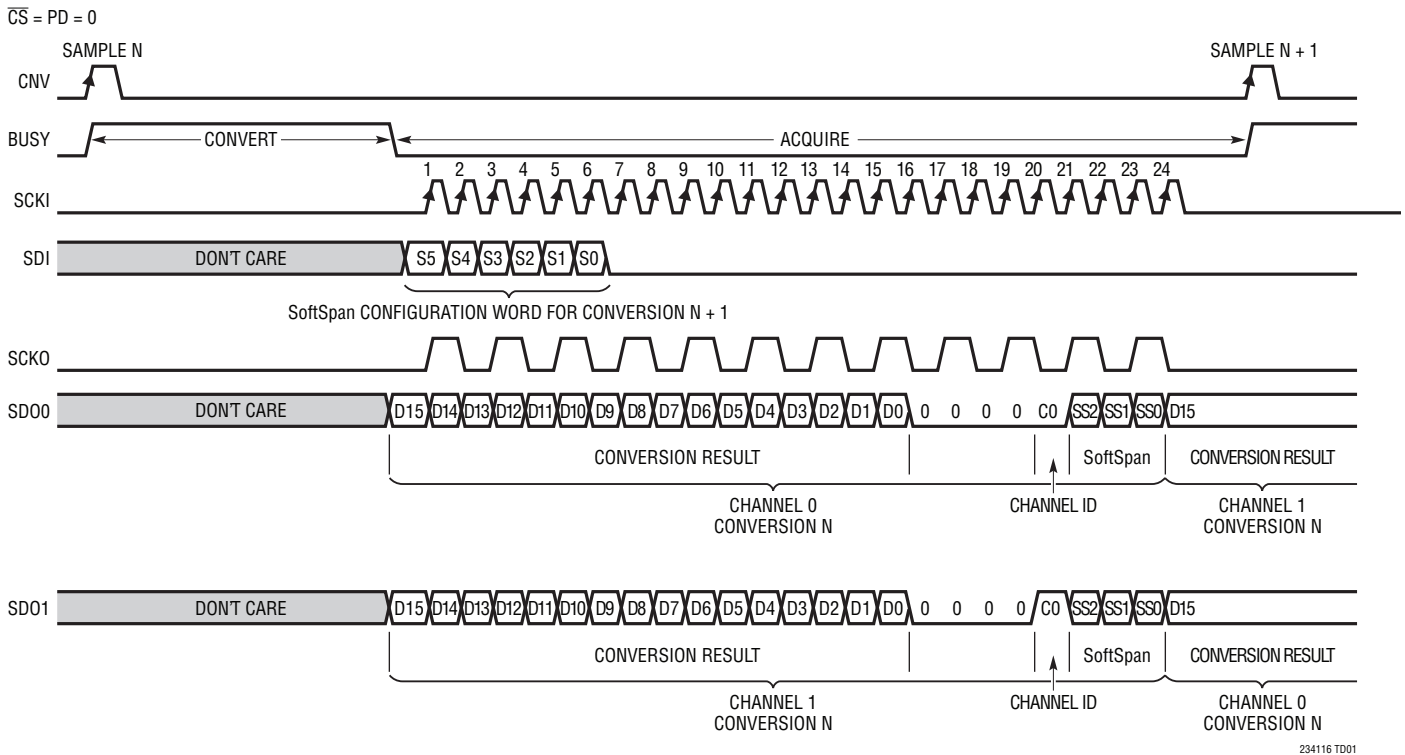 CS = PD = 0
SAMPLE N SAMPLE N + 1
CNV
BUSY CONVERT ACQUIRE
1 2 3 4 5 6 7 8 9 10 11 12 13 14 15 16 17 18 19 20 21 22 23 24
SCKI
SDI DON'T CARE S5 S4 S3 S2 S1 S0
SoftSpan CONFIGURATION WORD FOR CONVERSION N + 1
SCKO
SDO0 DON'T CARE D15 D14 D13 D12 D11 D10 D9 D8 D7 D6 D5 D4 D3 D2 D1 D0 0 0 0 0 C0 SS2 SS1 SS0 D15
CONVERSION RESULT SoftSpan CONVERSION RESULT
CHANNEL 0 CHANNEL ID CHANNEL 1
CONVERSION N CONVERSION N
SDO1 DON'T CARE D15 D14 D13 D12 D11 D10 D9 D8 D7 D6 D5 D4 D3 D2 D1 D0 0 0 0 0 C0 SS2 SS1 SS0 D15
CONVERSION RESULT SoftSpan CONVERSION RESULT
CHANNEL 1 CHANNEL ID CHANNEL 0
CONVERSION N CONVERSION N
234116 TD01